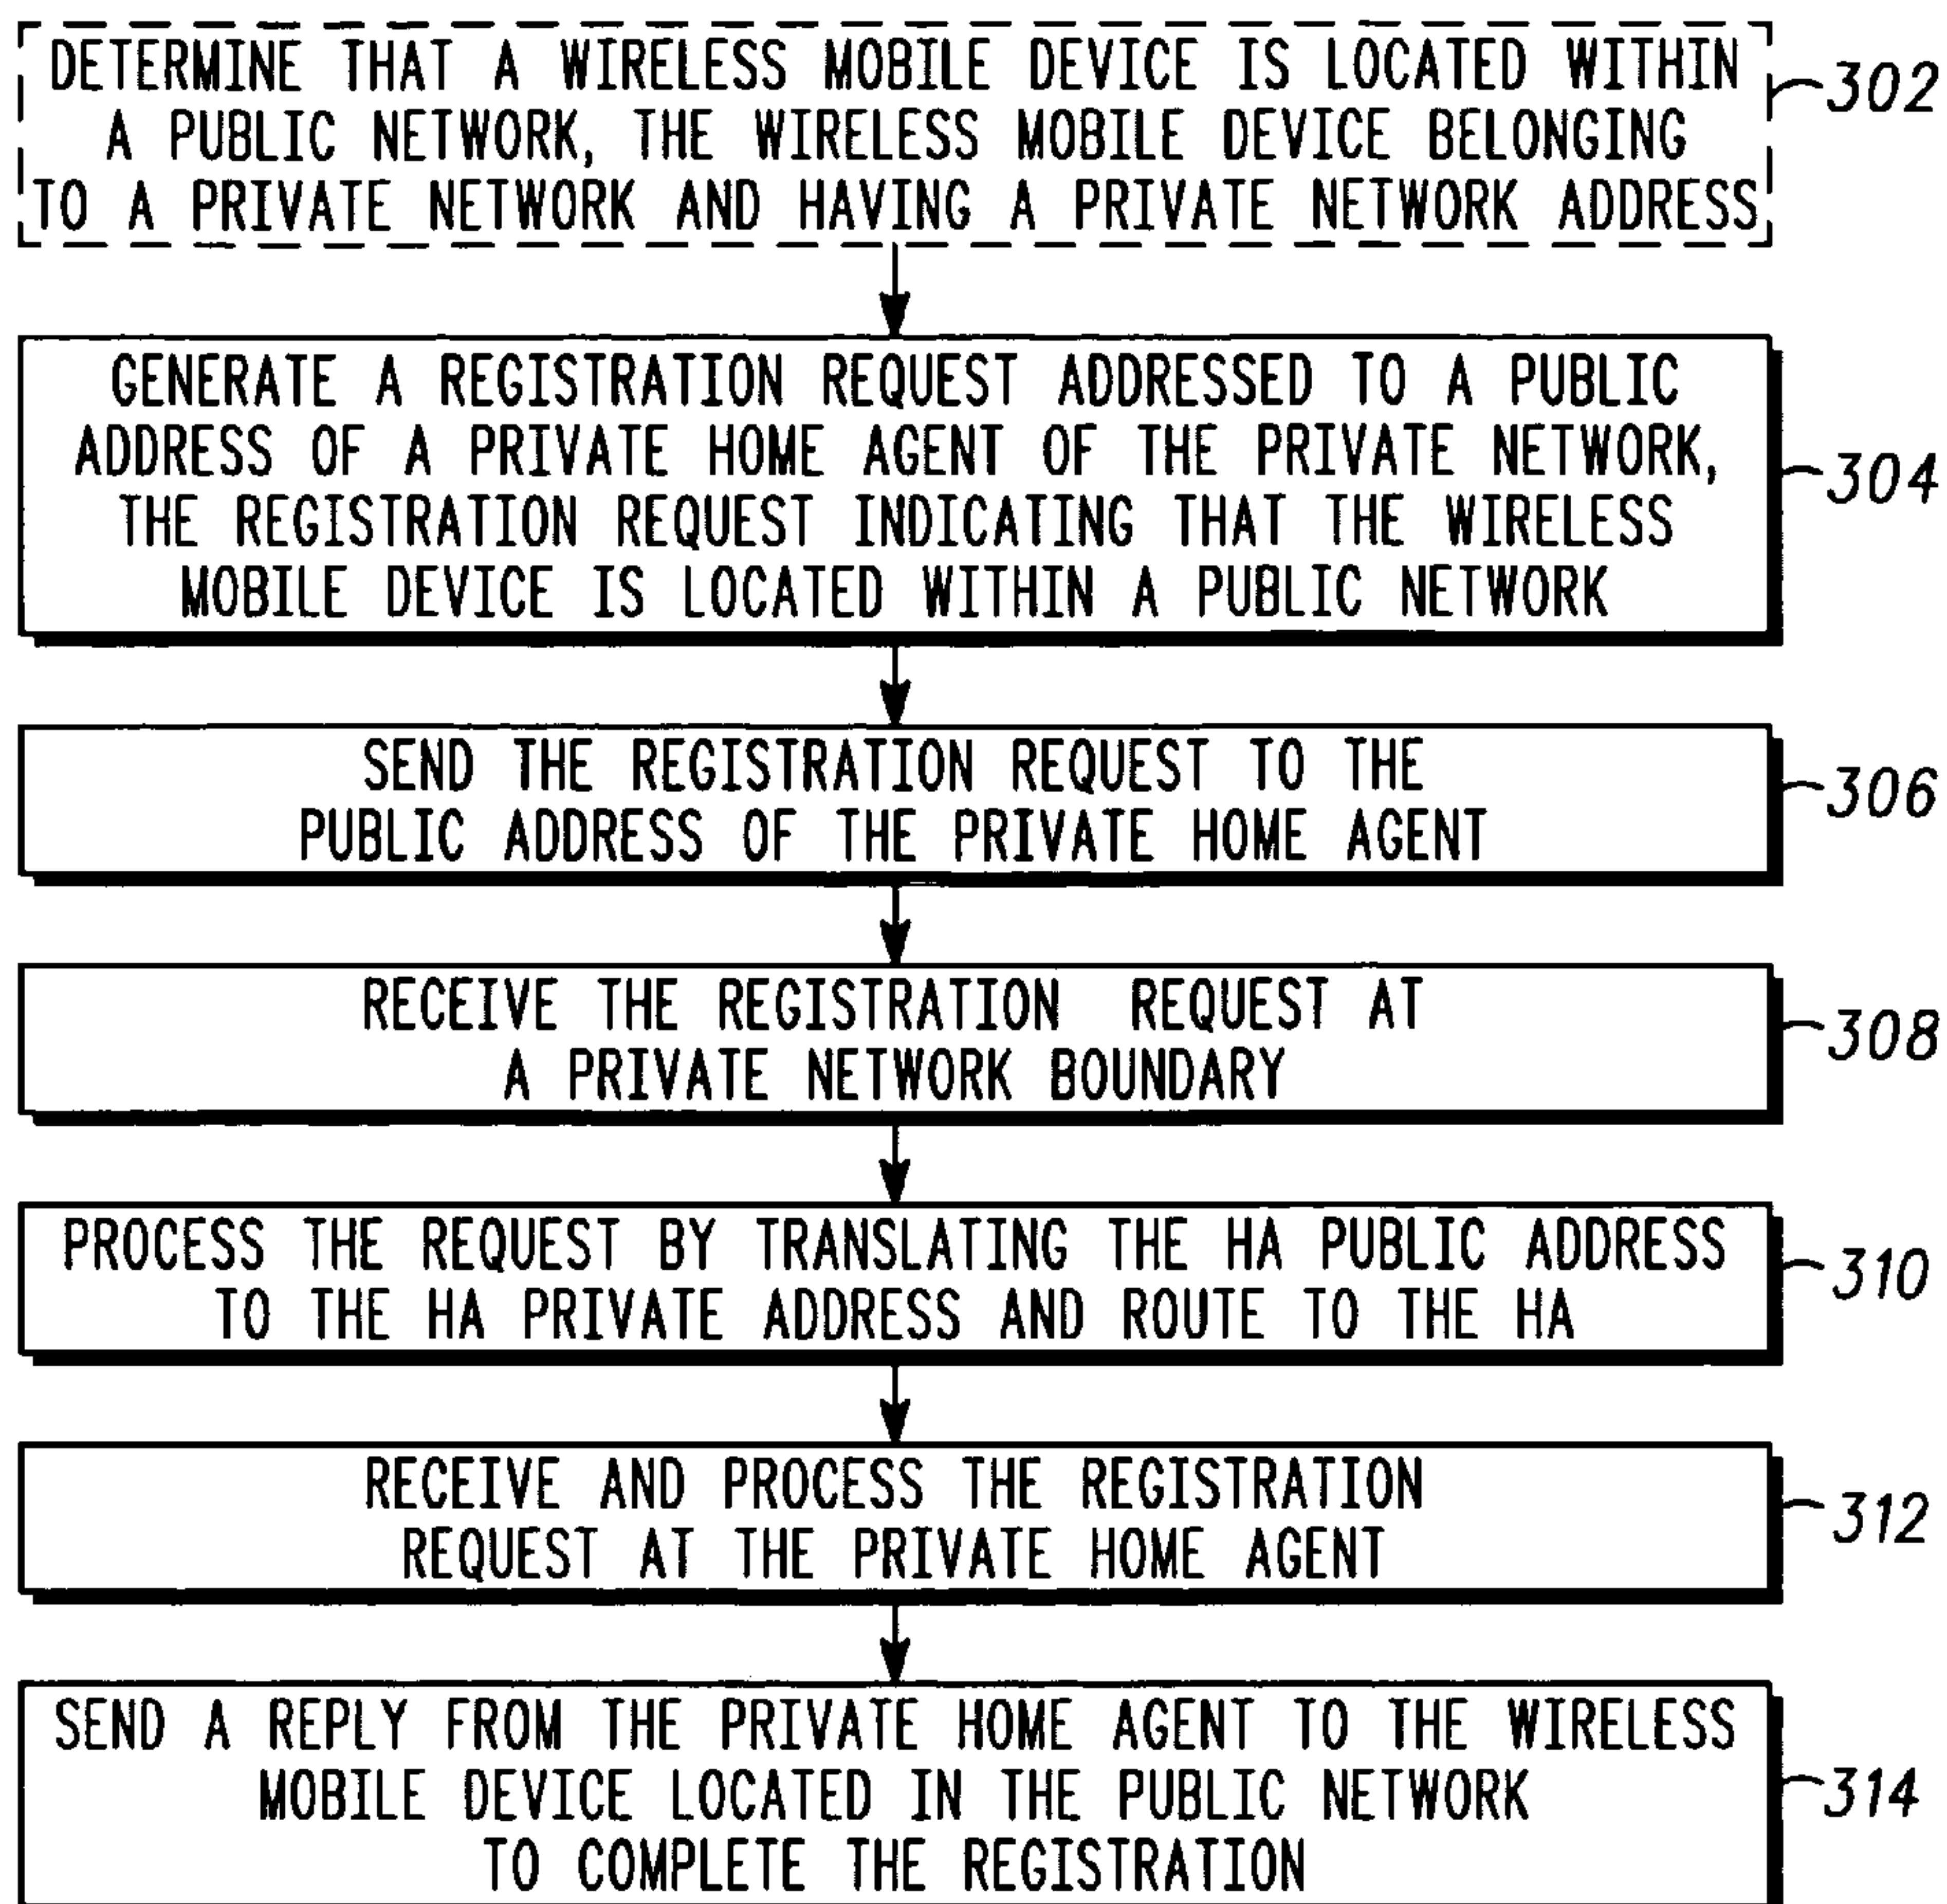 DETERMINE THAT A WIRELESS MOBILE DEVICE IS LOCATED WITHIN
A PUBLIC NETWORK, THE WIRELESS MOBILE DEVICE BELONGING
TO A PRIVATE NETWORK AND HAVING A PRIVATE NETWORK ADDRESS
302
GENERATE A REGISTRATION REQUEST ADDRESSED TO A PUBLIC
ADDRESS OF A PRIVATE HOME AGENT OF THE PRIVATE NETWORK,
THE REGISTRATION REQUEST INDICATING THAT THE WIRELESS
MOBILE DEVICE IS LOCATED WITHIN A PUBLIC NETWORK
304
SEND THE REGISTRATION REQUEST TO THE
PUBLIC ADDRESS OF THE PRIVATE HOME AGENT
306
RECEIVE THE REGISTRATION REQUEST AT
A PRIVATE NETWORK BOUNDARY
308
PROCESS THE REQUEST BY TRANSLATING THE HA PUBLIC ADDRESS
TO THE HA PRIVATE ADDRESS AND ROUTE TO THE HA
310
RECEIVE AND PROCESS THE REGISTRATION
REQUEST AT THE PRIVATE HOME AGENT
312
SEND A REPLY FROM THE PRIVATE HOME AGENT TO THE WIRELESS
MOBILE DEVICE LOCATED IN THE PUBLIC NETWORK
TO COMPLETE THE REGISTRATION
314